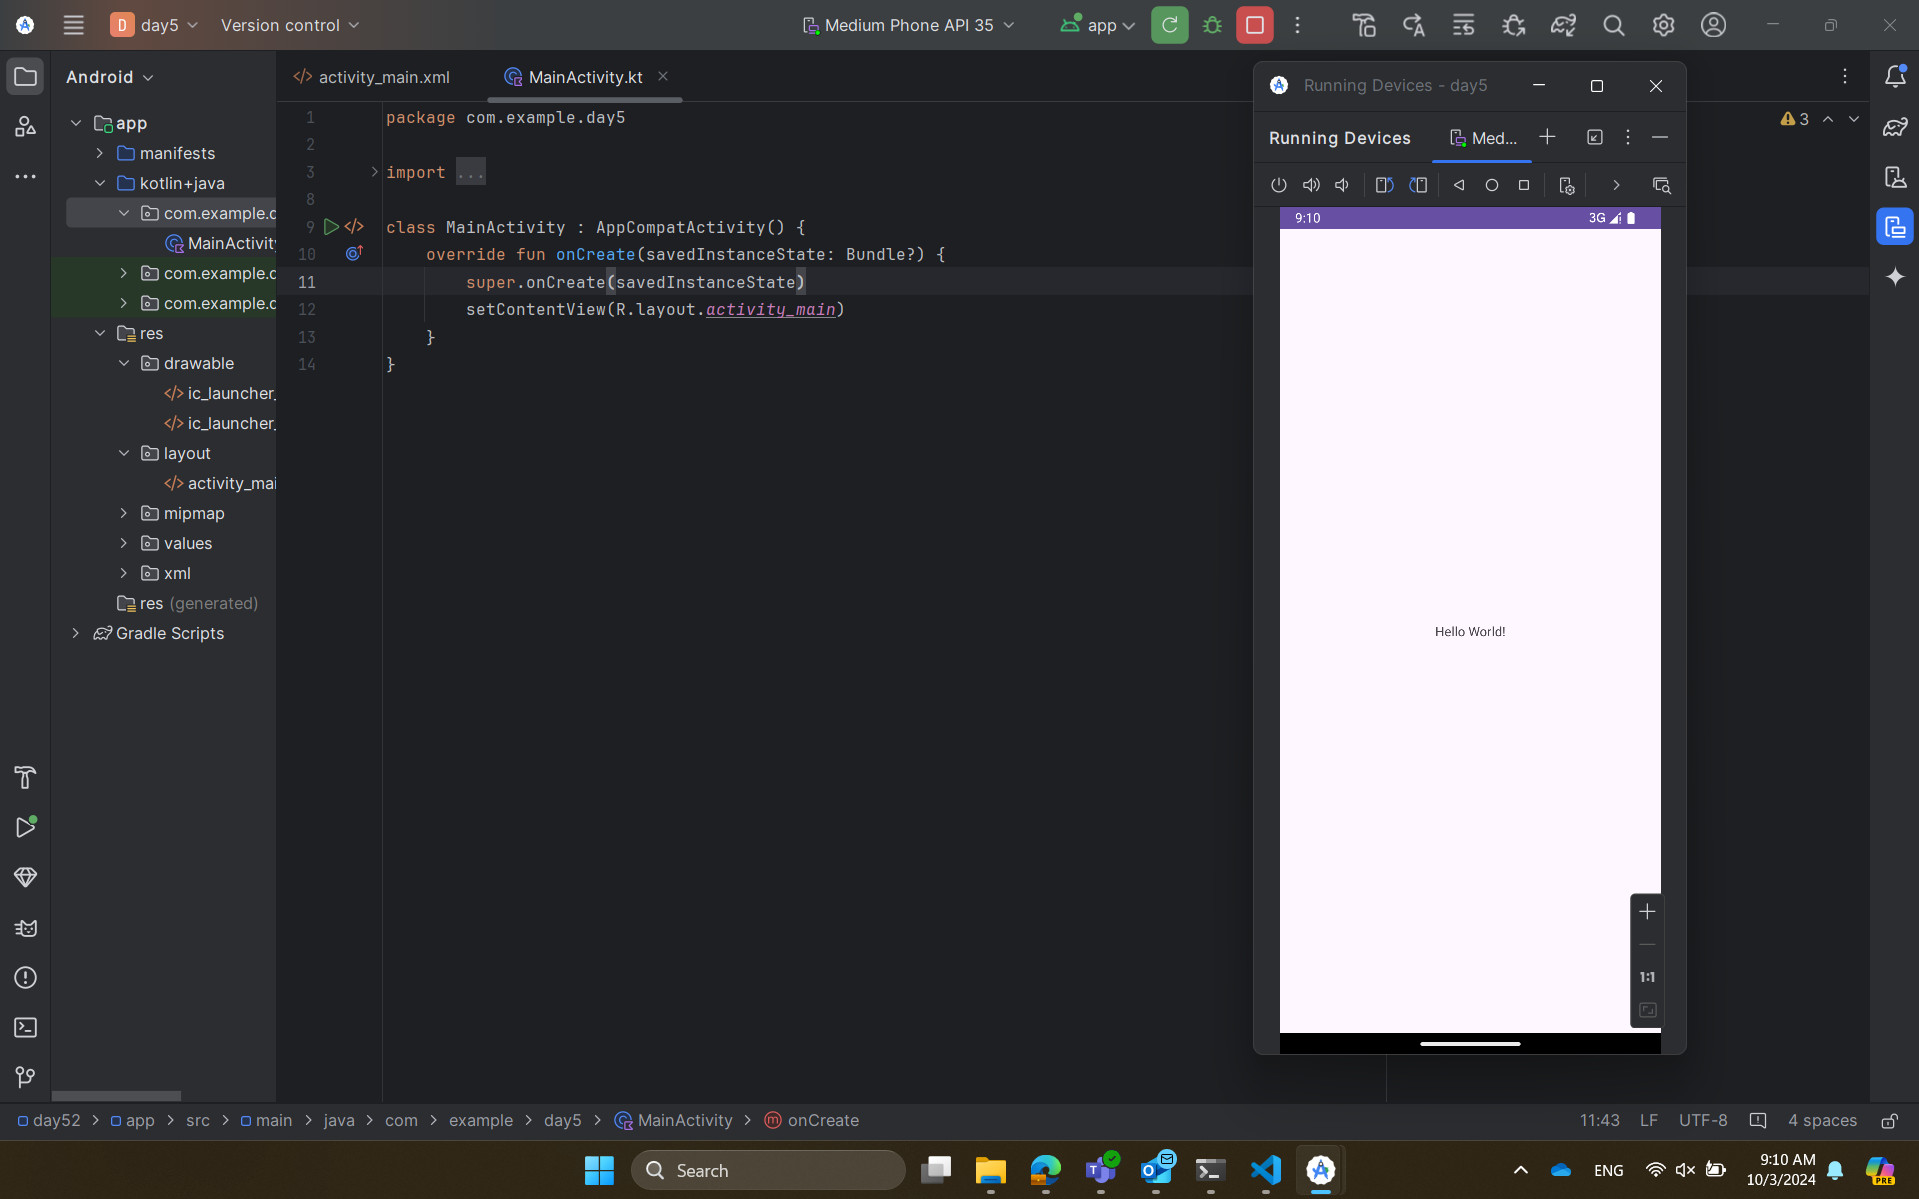 D day5 Version control Medium Phone API 35 app
Android
app
manifests
kotlin+java
com.example.d
MainActivity
com.example.d
com.example.d
res
drawable
ic_launcher_
ic_launcher_
layout
activity_mai
mipmap
values
xml
res (generated)
Gradle Scripts
activity_main.xml MainActivity.kt
3
1 package com.example.day5
2
3 import ...
8
9 class MainActivity : AppCompatActivity() {
10 override fun onCreate(savedInstanceState: Bundle?) {
11 super.onCreate(savedInstanceState)
12 setContentView(R.layout.activity_main)
13 }
14 }
Running Devices - day5
Running Devices Med...
9:10 3G
Hello World!
1:1
day52 app src main java com example day5 MainActivity onCreate
11:43 LF UTF-8 4 spaces
Search
ENG
9:10 AM
10/3/2024
PRE